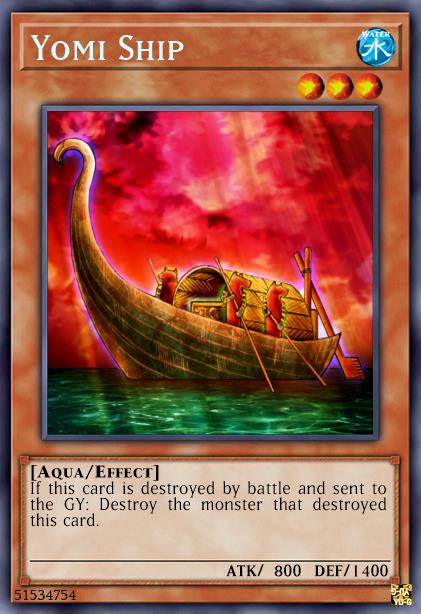 YOMI SHIP
WATER
水
[AQUA/EFFECT]
If this card is destroyed by battle and sent to
the GY: Destroy the monster that destroyed
this card.
ATK/ 800 DEF/1400
51534754